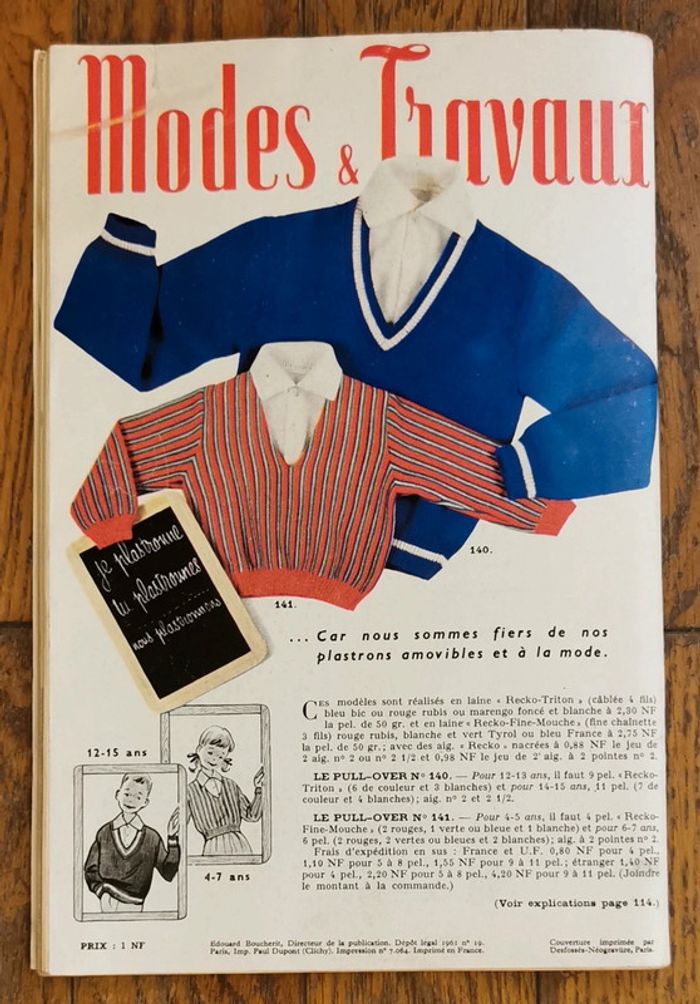 Modes & Travaux
140.
141.
je plastronne
tu plastronnes
nous plastronnons
... Car nous sommes fiers de nos
plastrons amovibles et à la mode.
CES modèles sont réalisés en laine « Recko-Triton » (câblée 4 fils)
bleu bic ou rouge rubis ou marengo foncé et blanche à 2,30 NF
la pel. de 50 gr. et en laine « Recko-Fine-Mouche » (fine chaînette
3 fils) rouge rubis, blanche et vert Tyrol ou bleu France à 2,75 NF
la pel. de 50 gr.; avec des aig. « Recko » nacrées à 0,88 NF le jeu de
2 aig. n° 2 ou n° 2 1/2 et 0,98 NF le jeu de 2 aig. à 2 pointes n° 2.
LE PULL-OVER N° 140. — Pour 12-13 ans, il faut 9 pel. « Recko-
Triton » (6 de couleur et 3 blanches) et pour 14-15 ans, 11 pel. (7 de
couleur et 4 blanches); aig. n° 2 et 2 1/2.
LE PULL-OVER N° 141. — Pour 4-5 ans, il faut 4 pel. « Recko-
Fine-Mouche » (2 rouges, 1 verte ou bleue et 1 blanche) et pour 6-7 ans,
6 pel. (2 rouges, 2 vertes ou bleues et 2 blanches); aig. à 2 pointes n° 2.
Frais d'expédition en sus : France et U.F. 0,80 NF pour 4 pel.,
1,10 NF pour 5 à 8 pel., 1,55 NF pour 9 à 11 pel.; étranger 1,40 NF
pour 4 pel., 2,20 NF pour 5 à 8 pel., 4,20 NF pour 9 à 11 pel. (Joindre
le montant à la commande.)
(Voir explications page 114.)
12-15 ans
4-7 ans
PRIX : 1 NF
Edouard Boucherit, Directeur de la publication. Dépôt légal 1961 n° 19.
Paris, Imp. Paul Dupont (Clichy). Impression n° 7.064. Imprimé en France.
Couverture imprimée par
Desfossés-Néogravure, Paris.